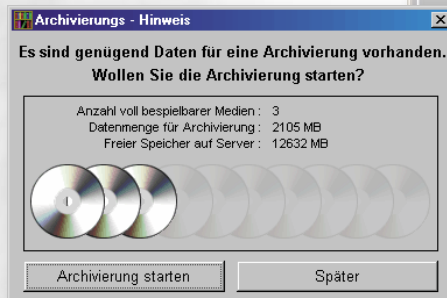 Archivierungs - Hinweis
Es sind genügend Daten für eine Archivierung vorhanden.
Wollen Sie die Archivierung starten?
Anzahl voll bespielbarer Medien : 3
Datenmenge für Archivierung : 2105 MB
Freier Speicher auf Server : 12632 MB
Archivierung starten
Später